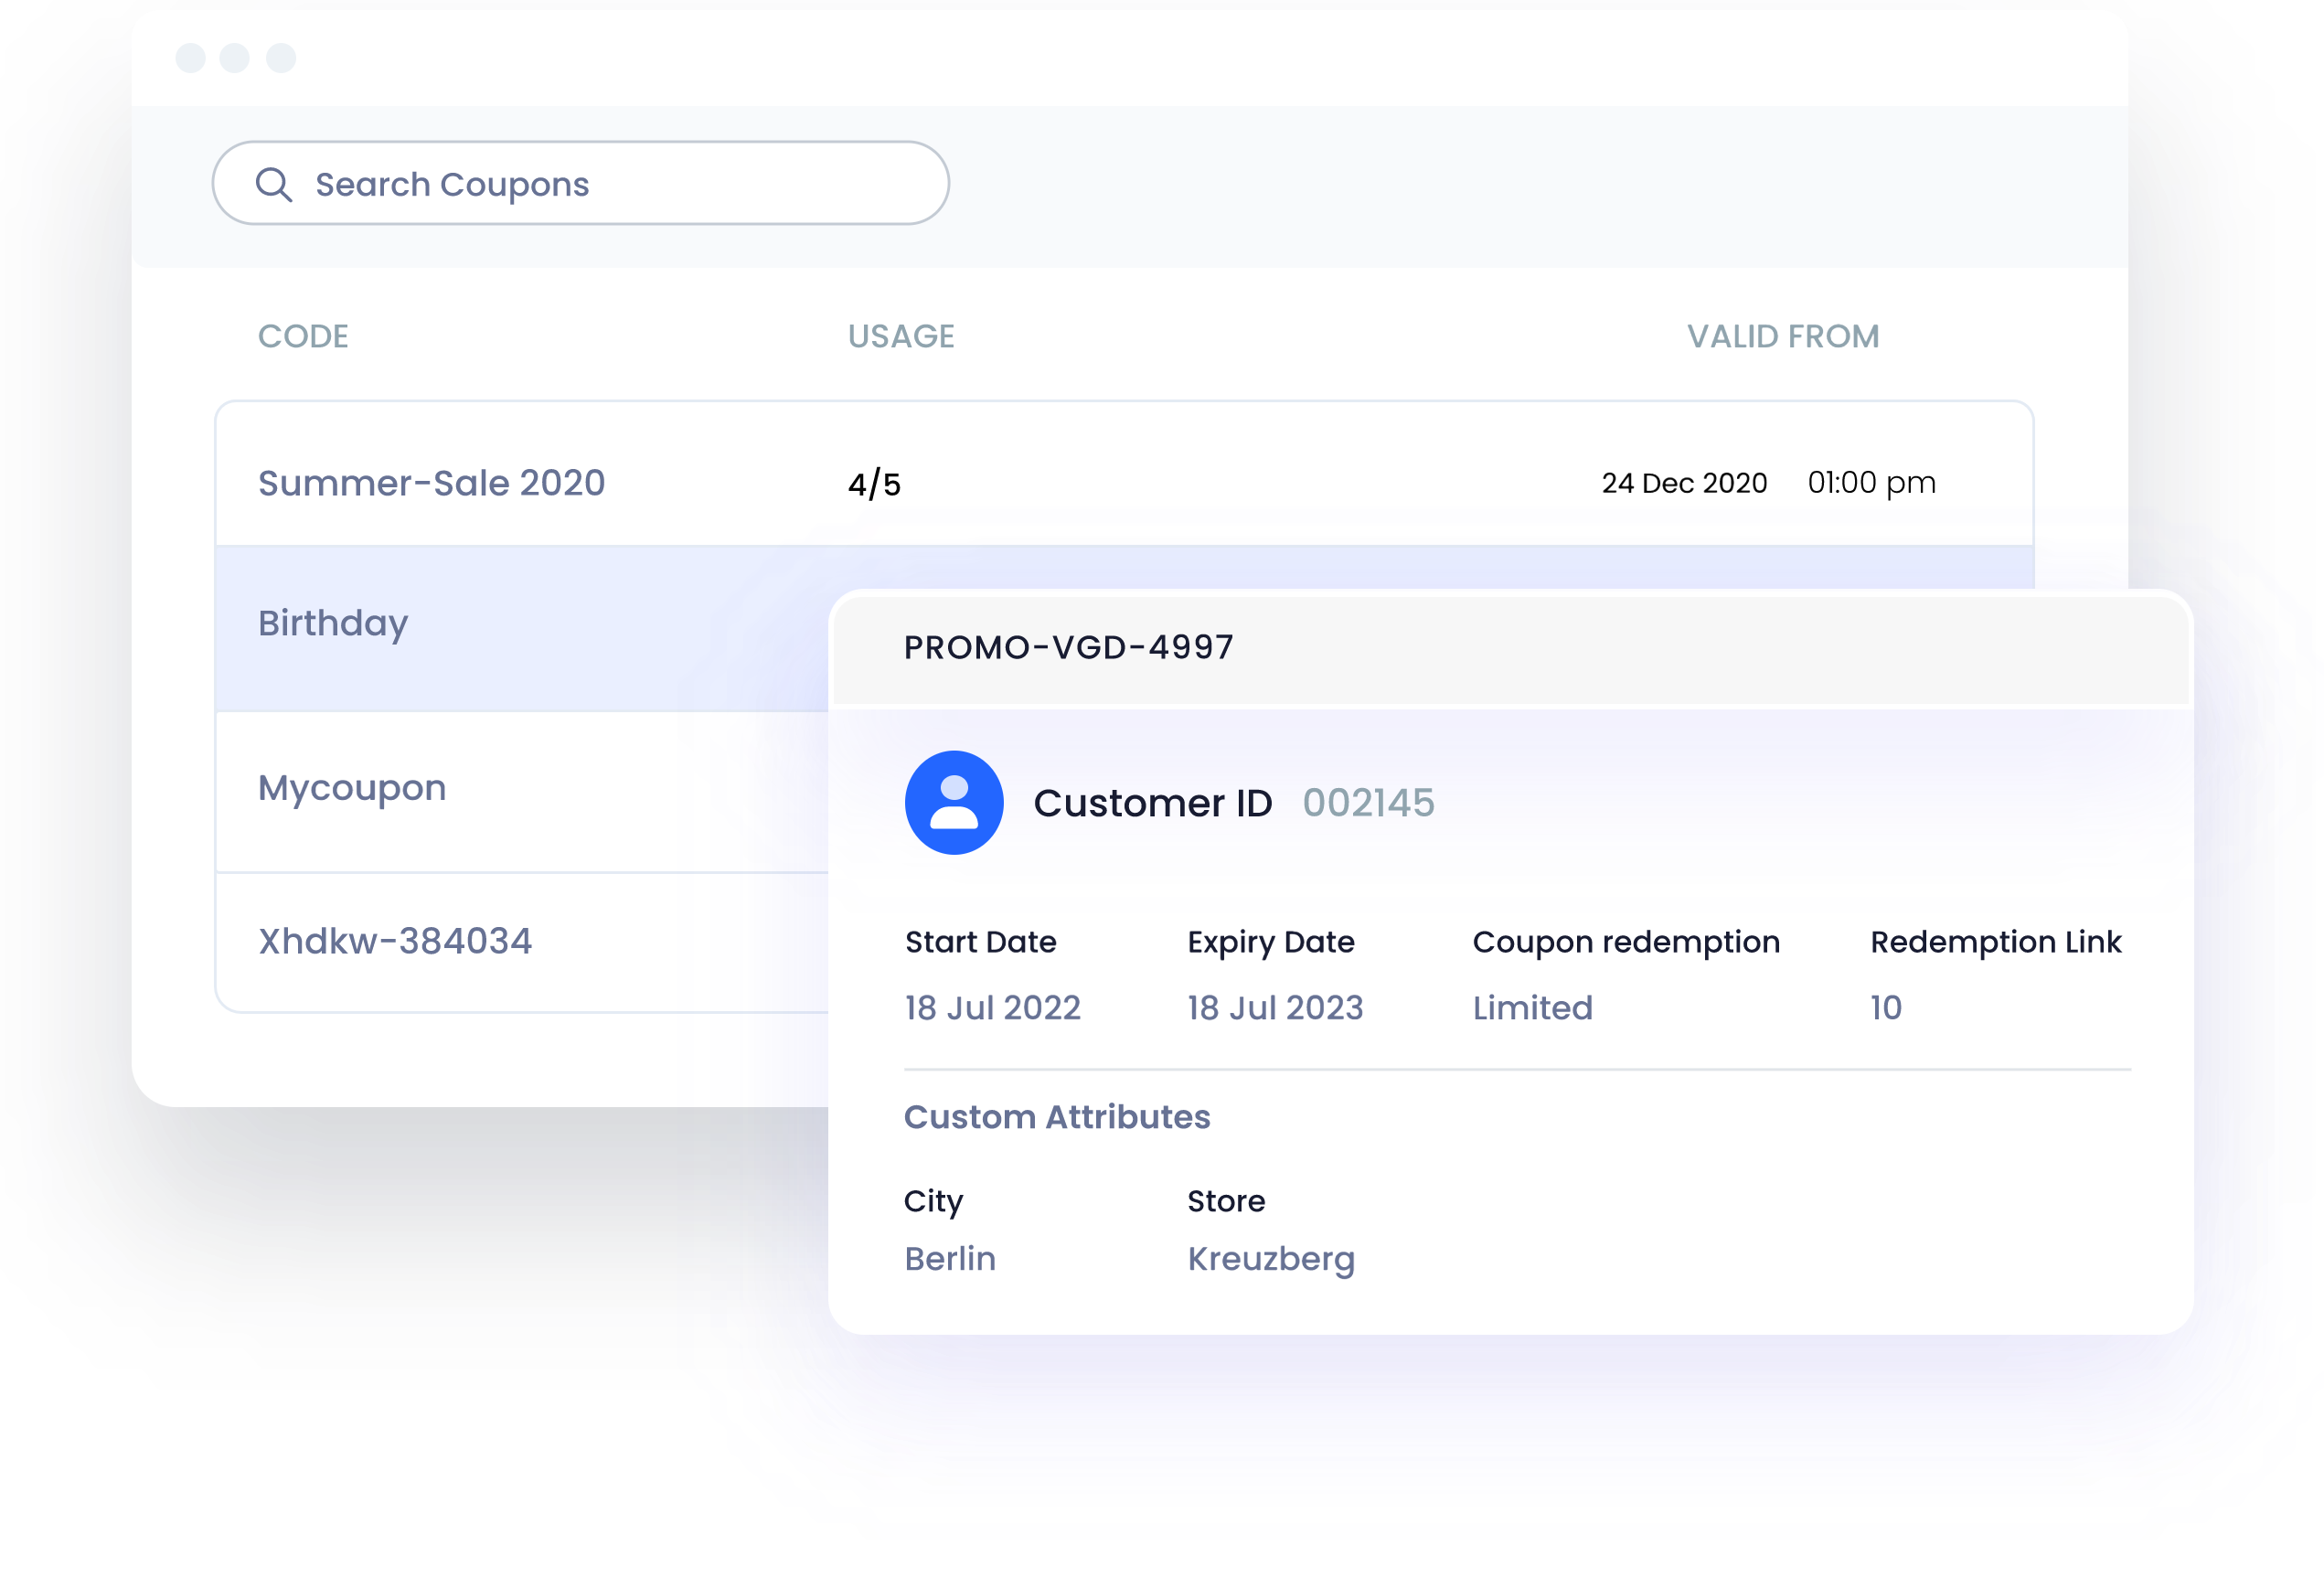 Search Coupons
CODE USAGE VALID FROM
Summer-Sale 2020 4/5 24 Dec 2020 01:00 pm
Birthday
Mycoupon
Xhdkw-384034
PROMO-VGD-4997
Customer ID 002145
Start Date Expiry Date Coupon redemption Redemption Link
18 Jul 2022 18 Jul 2023 Limited 10
Custom Attributes
City Store
Berlin Kreuzberg